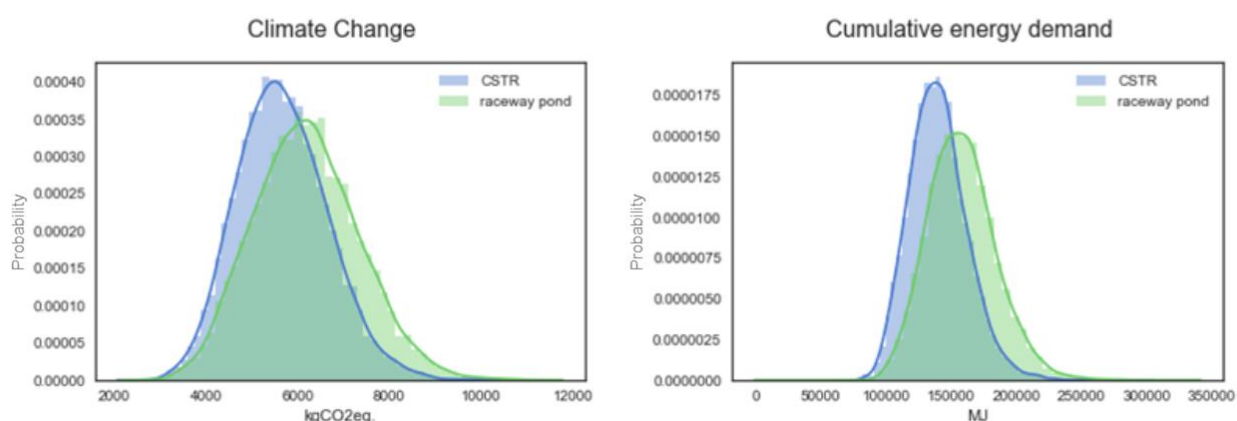 Climate Change
0.00040
0.00035
0.00030
0.00025
0.00020
0.00015
0.00010
0.00005
0.00000
Probability
CSTR
raceway pond
2000 4000 6000 8000 10000 12000
kgCO2eq.
Cumulative energy demand
0.0000175
0.0000150
0.0000125
0.0000100
0.0000075
0.0000050
0.0000025
0.0000000
Probability
CSTR
raceway pond
0 50000 100000 150000 200000 250000 300000 350000
MJ